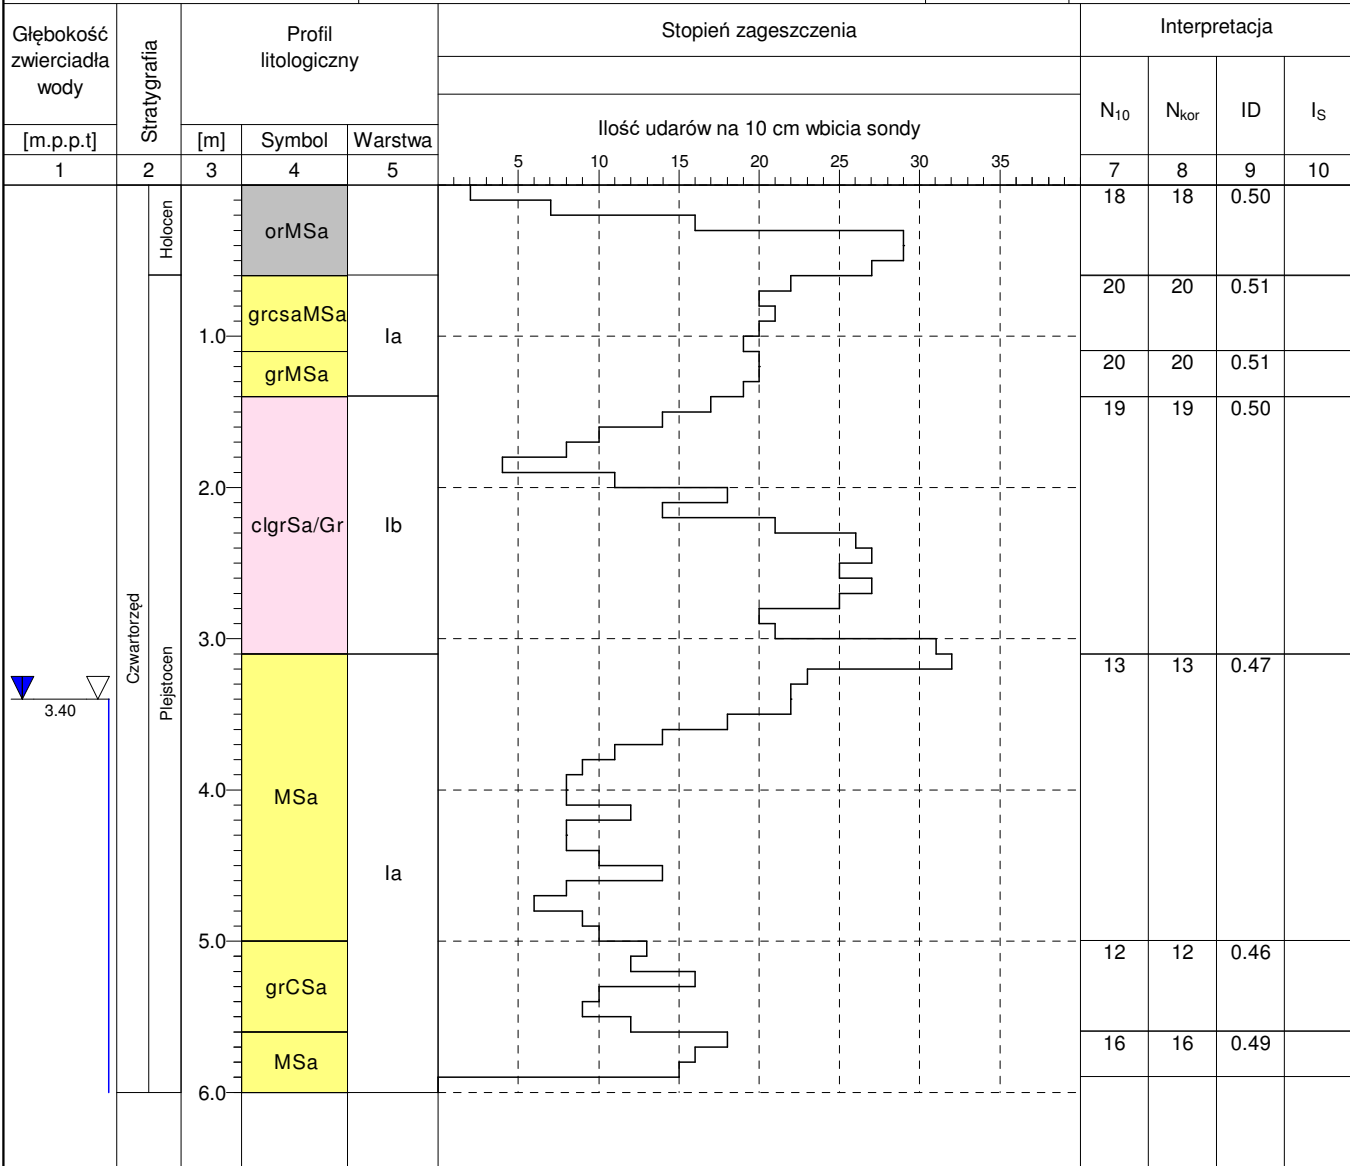 Głębokość
zwierciadła
wody
[m.p.p.t]
1
Stratygrafia
2
Profil
litologiczny
[m]
Symbol
Warstwa
3
4
5
Stopień zagęszczenia
Ilość udarów na 10 cm wbicia sondy
5 10 15 20 25 30 35
Interpretacja
N10
Nkor
ID
IS
7
8
9
10
3.40
Czwartorzęd
Holocen
Plejstocen
1.0
2.0
3.0
4.0
5.0
6.0
orMSa
grcsaMSa
grMSa
clgrSa/Gr
MSa
grCSa
MSa
Ia
Ib
Ia
18 18 0.50
20 20 0.51
20 20 0.51
19 19 0.50
13 13 0.47
12 12 0.46
16 16 0.49